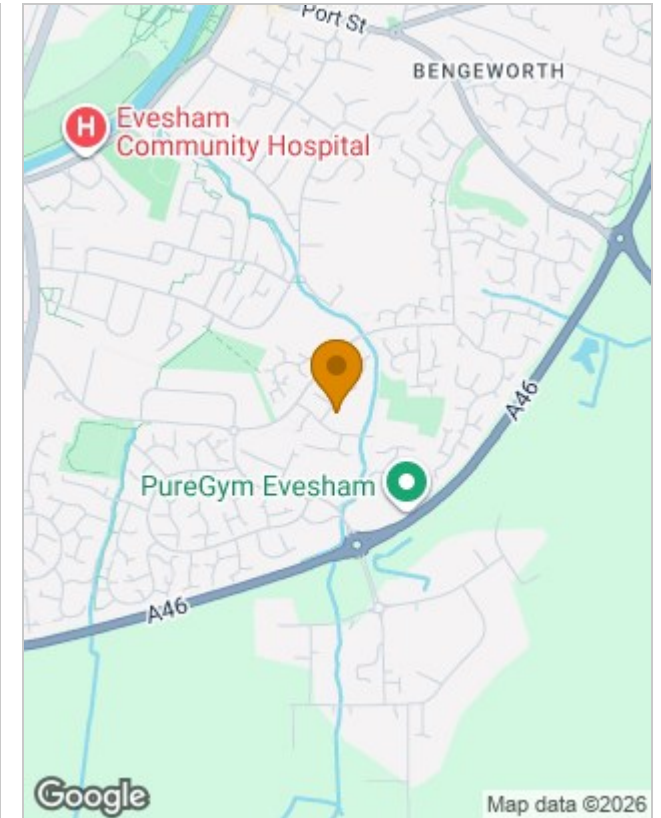 Port St
BENGEWORTH
H
Evesham
Community Hospital
A46
PureGym Evesham
A46
Google
Map data ©2026